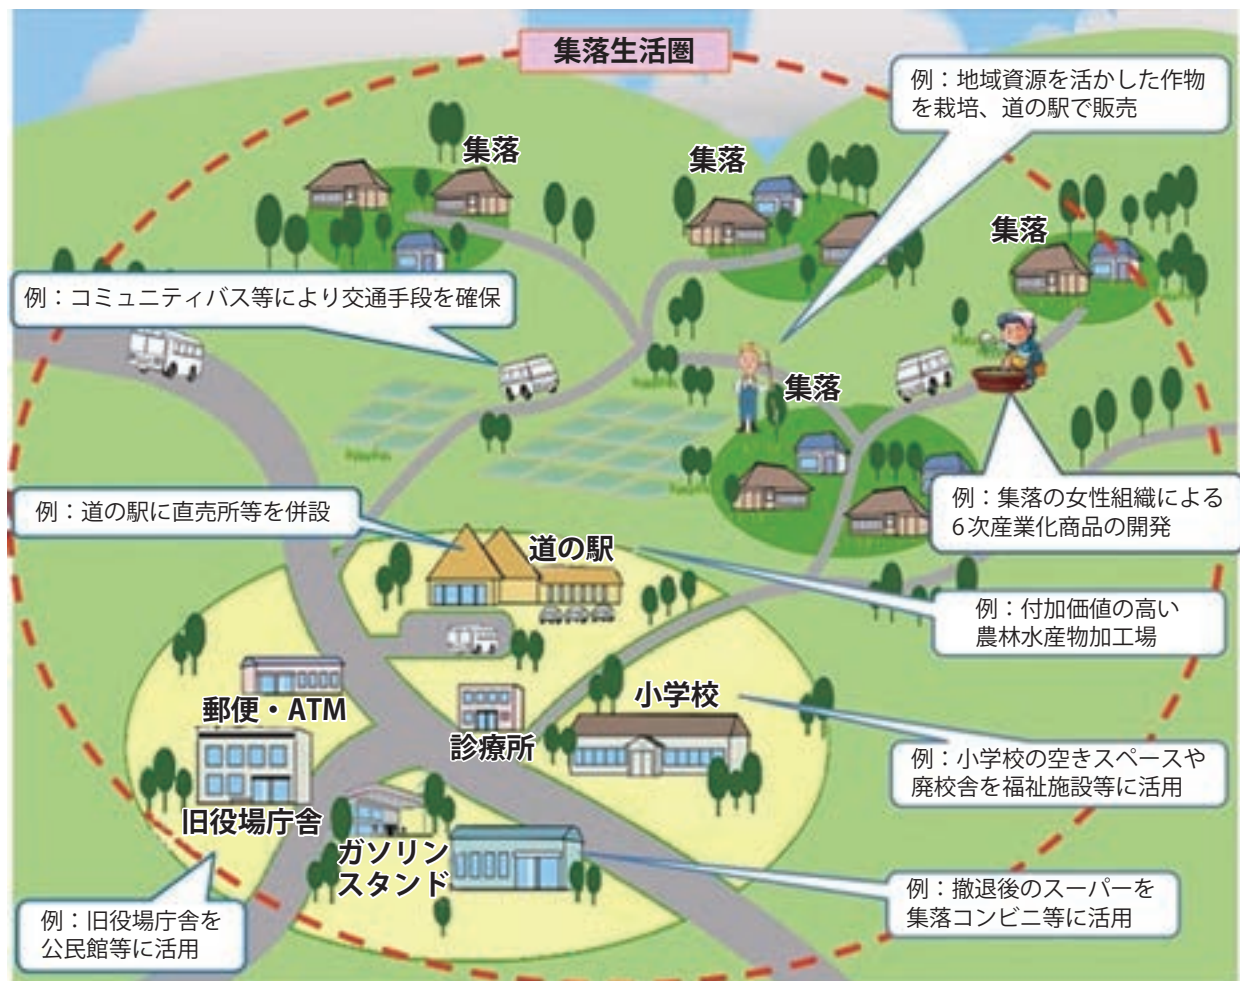 集落生活圏
例：地域資源を活かした作物
を栽培、道の駅で販売
集落
集落
集落
例：コミュニティバス等により交通手段を確保
集落
例：集落の女性組織による
6次産業化商品の開発
例：道の駅に直売所等を併設
道の駅
例：付加価値の高い
農林水産物加工場
小学校
郵便・ATM
診療所
例：小学校の空きスペースや
廃校舎を福祉施設等に活用
旧役場庁舎
ガソリン
スタンド
例：撤退後のスーパーを
集落コンビニ等に活用
例：旧役場庁舎を
公民館等に活用